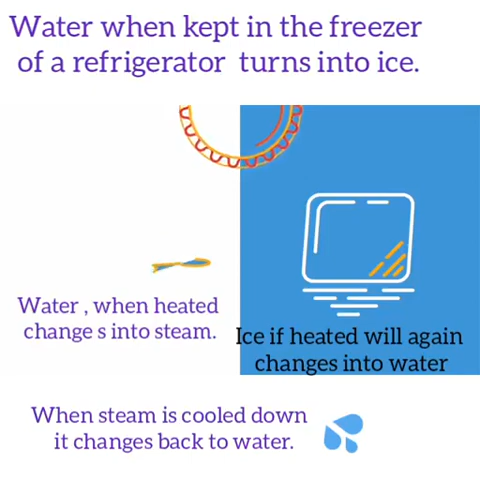 Water when kept in the freezer
of a refrigerator turns into ice.
Water , when heated
change s into steam.
Ice if heated will again
changes into water
When steam is cooled down
it changes back to water.